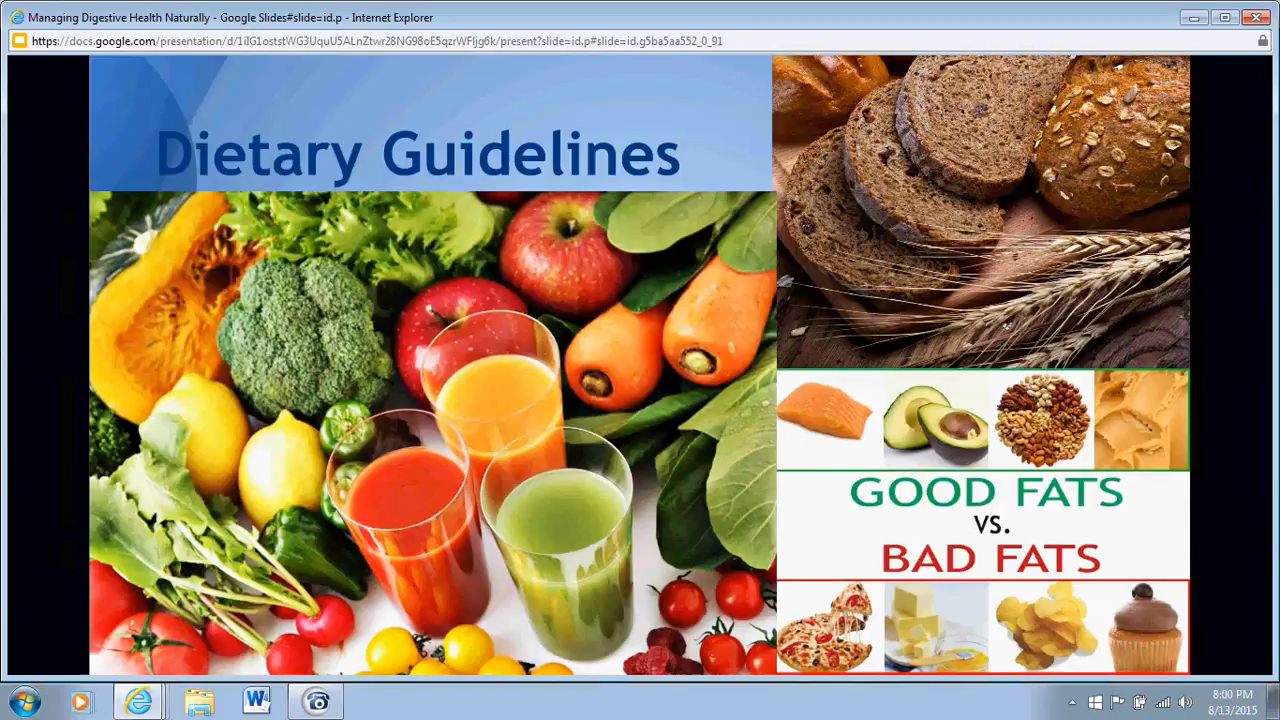 Managing Digestive Health Naturally - Google Slides#slide=id.p - Internet Explorer
https://docs.google.com/presentation/d/1iIG1oststWG3UquU5ALnZtwr28NG98oE5qzrWFIjg6k/present?slide=id.p#slide=id.g5ba5aa552_0_91
Dietary Guidelines
GOOD FATS
VS.
BAD FATS
8:00 PM
8/13/2015